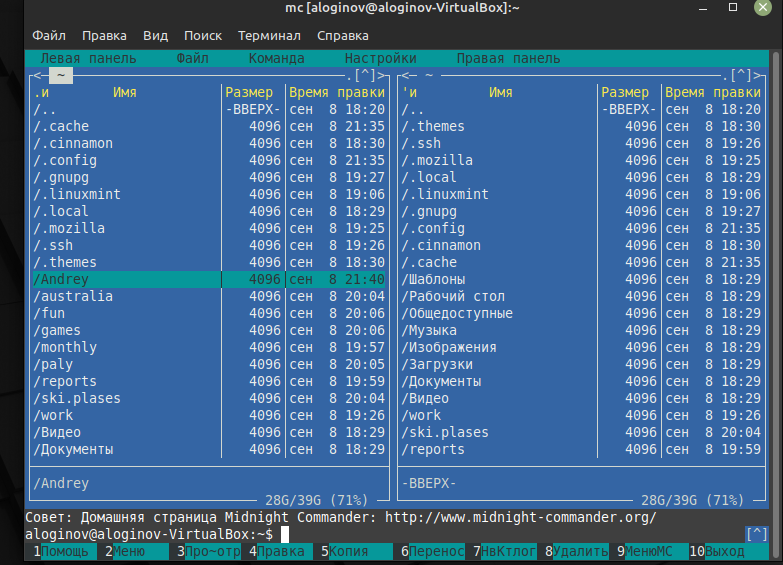 mc [aloginov@aloginov-VirtualBox]:~
Файл Правка Вид Поиск Терминал Справка
Левая панель Файл Команда Настройки Правая панель
<─ ~ .[^]> <─ ~ .[^]>
.и Имя Размер Время правки 'и Имя Размер Время правки
/.. -ВВЕРХ- сен 8 18:20 /.. -ВВЕРХ- сен 8 18:20
/.cache 4096 сен 8 21:35 /.themes 4096 сен 8 18:30
/.cinnamon 4096 сен 8 18:30 /.ssh 4096 сен 8 19:26
/.config 4096 сен 8 21:35 /.mozilla 4096 сен 8 19:25
/.gnupg 4096 сен 8 19:27 /.local 4096 сен 8 18:29
/.linuxmint 4096 сен 8 19:06 /.linuxmint 4096 сен 8 19:06
/.local 4096 сен 8 18:29 /.gnupg 4096 сен 8 19:27
/.mozilla 4096 сен 8 19:25 /.config 4096 сен 8 21:35
/.ssh 4096 сен 8 19:26 /.cinnamon 4096 сен 8 18:30
/.themes 4096 сен 8 18:30 /.cache 4096 сен 8 21:35
/Andrey 4096 сен 8 21:40 /Шаблоны 4096 сен 8 18:29
/australia 4096 сен 8 20:04 /Рабочий стол 4096 сен 8 18:29
/fun 4096 сен 8 20:06 /Общедоступные 4096 сен 8 18:29
/games 4096 сен 8 20:06 /Музыка 4096 сен 8 18:29
/monthly 4096 сен 8 19:57 /Изображения 4096 сен 8 18:29
/paly 4096 сен 8 20:05 /Загрузки 4096 сен 8 18:29
/reports 4096 сен 8 19:59 /Документы 4096 сен 8 18:29
/ski.plases 4096 сен 8 20:04 /Видео 4096 сен 8 18:29
/work 4096 сен 8 19:26 /work 4096 сен 8 19:26
/Видео 4096 сен 8 18:29 /ski.plases 4096 сен 8 20:04
/Документы 4096 сен 8 18:29 /reports 4096 сен 8 19:59
/Andrey -ВВЕРХ-
28G/39G (71%) 28G/39G (71%)
Совет: Домашняя страница Midnight Commander: http://www.midnight-commander.org/
aloginov@aloginov-VirtualBox:~$ [^]
1Помощь 2Меню 3Про~отр 4Правка 5Копия 6Перенос 7НвКтлог 8Удалить 9МенюМС 10Выход